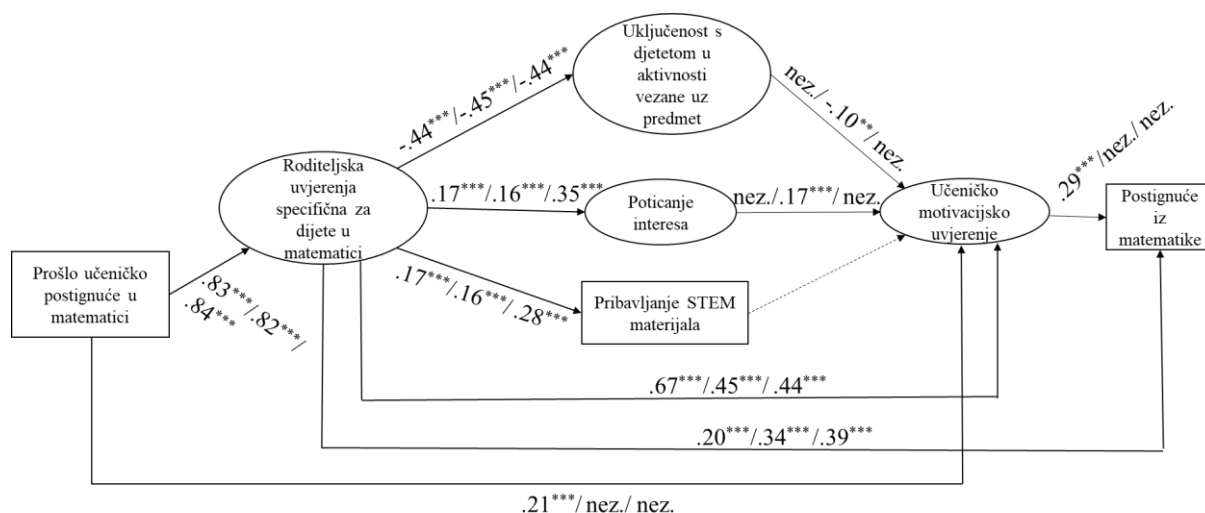 Uključenost s
djetetom u
aktivnosti
vezane uz
predmet
-.44***/-.45***/-.44***
nez./ -.10**/ nez.
Roditeljska
uvjerenja
specifična za
dijete u
matematici
.17***/.16***/.35***
Poticanje
interesa
nez./.17***/ nez.
Učeničko
motivacijsko
uvjerenje
.29***/nez./ nez.
Postignuće
iz
matematike
Prošlo učeničko
postignuće u
matematici
.83***/.82***/
.84***
.17***/.16***/.28***
Pribavljanje STEM
materijala
.67***/.45***/.44***
.20***/.34***/.39***
.21***/ nez./ nez.